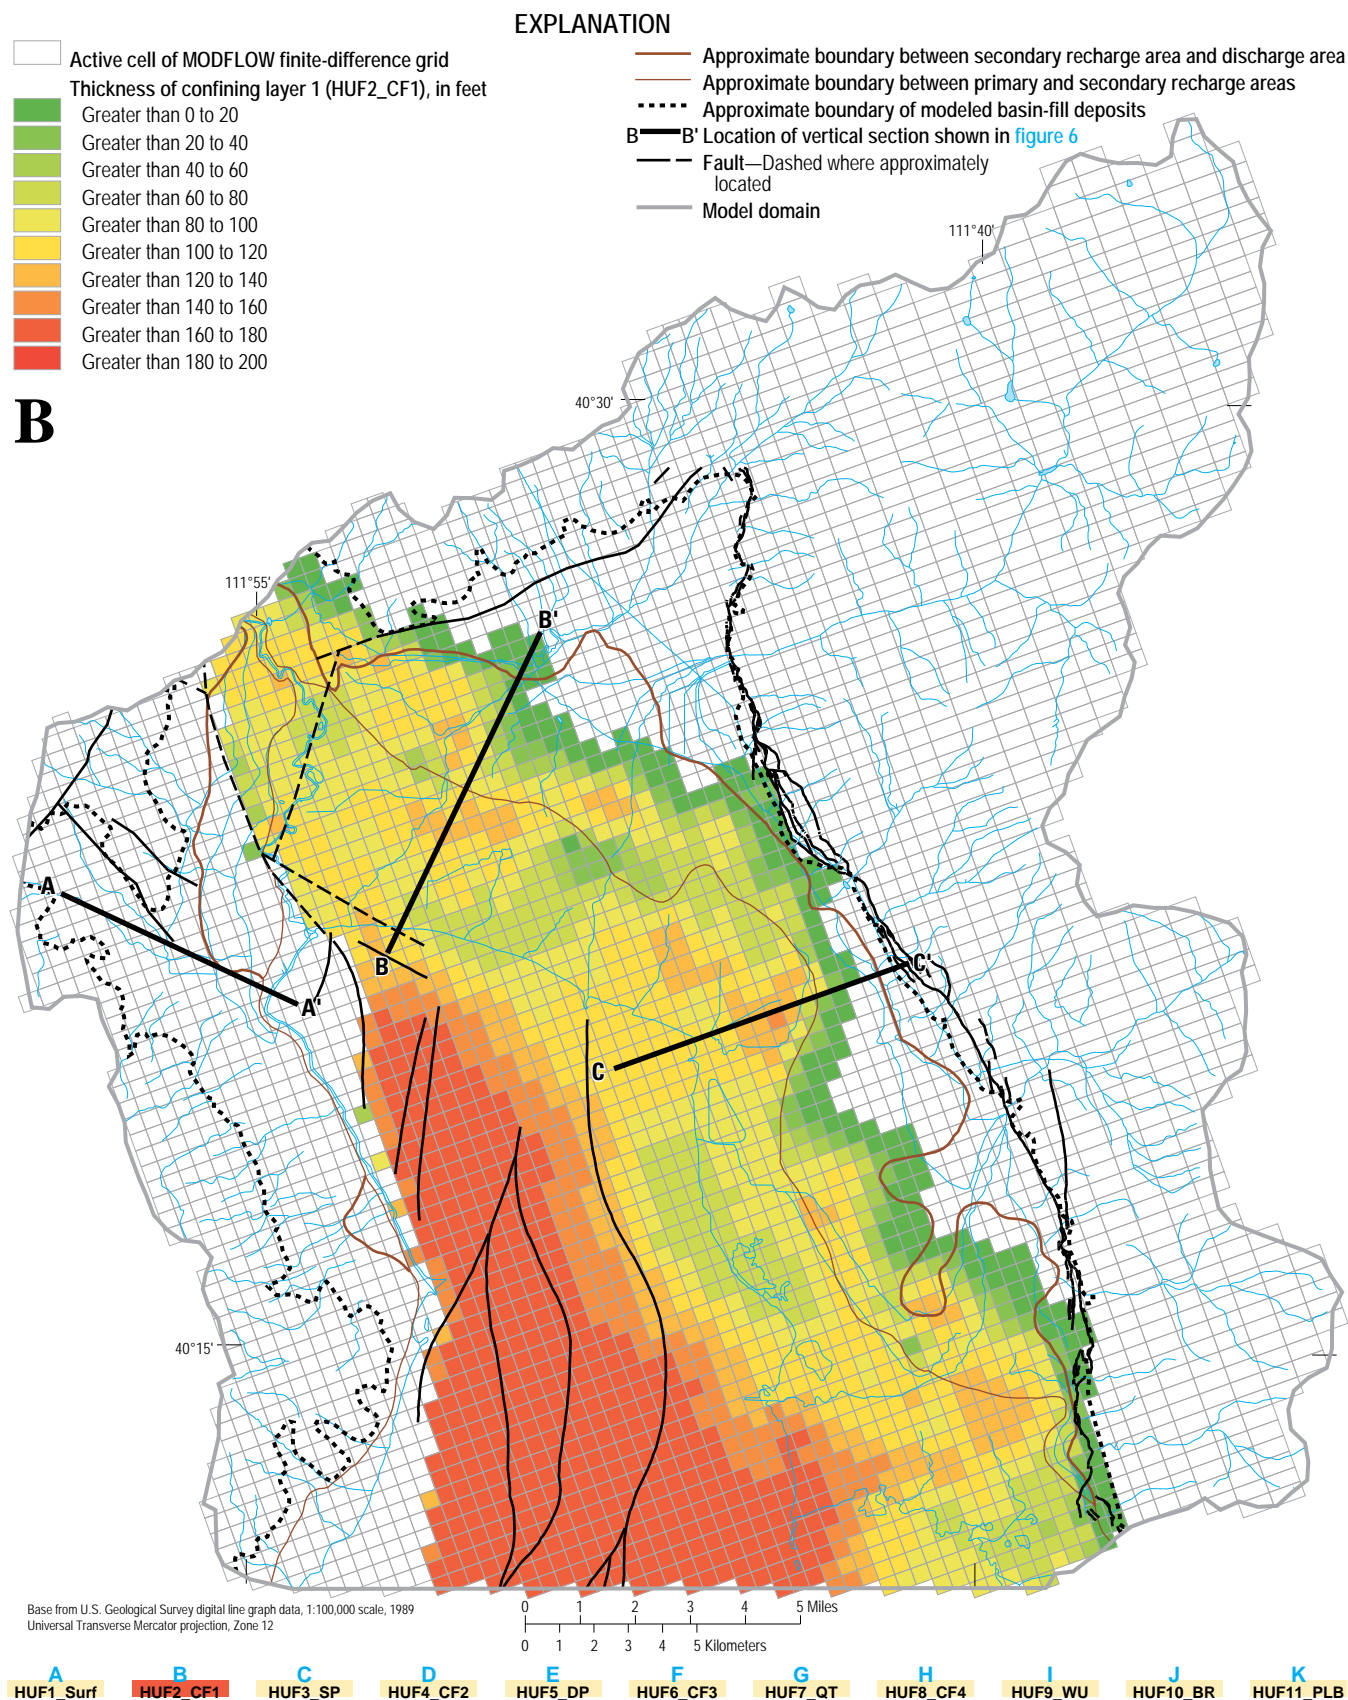 EXPLANATION
Active cell of MODFLOW finite-difference grid
Thickness of confining layer 1 (HUF2_CF1), in feet
Greater than 0 to 20
Greater than 20 to 40
Greater than 40 to 60
Greater than 60 to 80
Greater than 80 to 100
Greater than 100 to 120
Greater than 120 to 140
Greater than 140 to 160
Greater than 160 to 180
Greater than 180 to 200
Approximate boundary between secondary recharge area and discharge area
Approximate boundary between primary and secondary recharge areas
Approximate boundary of modeled basin-fill deposits
B B' Location of vertical section shown in figure 6
Fault—Dashed where approximately
located
Model domain
B
111°40'
40°30'
111°55'
B'
A
B
A'
C'
C
40°15'
Base from U.S. Geological Survey digital line graph data, 1:100,000 scale, 1989
Universal Transverse Mercator projection, Zone 12
0 1 2 3 4 5 Miles
0 1 2 3 4 5 Kilometers
A B C D E F G H I J K
HUF1_Surf HUF2_CF1 HUF3_SP HUF4_CF2 HUF5_DP HUF6_CF3 HUF7_QT HUF8_CF4 HUF9_WU HUF10_BR HUF11_PLB